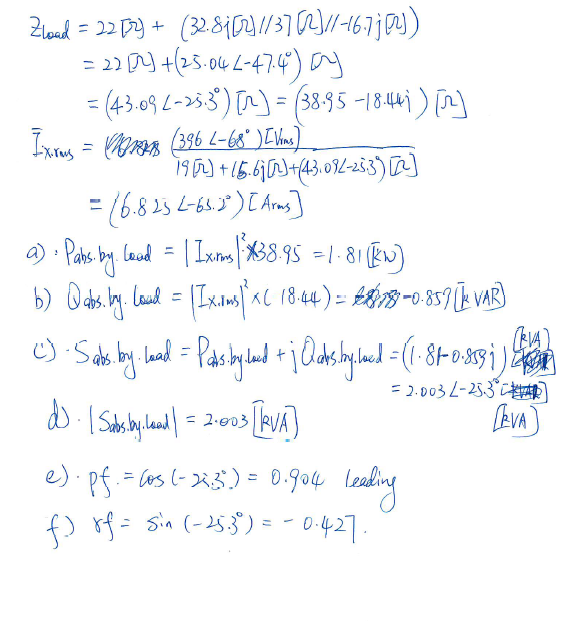 Zload = 22 [Ω] + (32.8j[Ω]//37[Ω]//-16.7j[Ω])
= 22[Ω]+(25.04∠-47.4°) [Ω]
= (43.09∠-25.3°)[Ω] = (38.95-18.44j)[Ω]
Īx.rms = (396∠-68°)[Vrms]
19[Ω]+15.6j[Ω]+(43.09∠-25.3°)[Ω]
= (6.823∠-65.2°)[Arms]
a). Pabs.by.load = |Ix.rms|²×38.95 = 1.81[kW]
b) Qabs.by.load = |Ix.rms|²×( 18.44) = -0.859[kVAR]
c). Sabs.by.load = Pabs.by.load + jQabs.by.load = (1.81-0.859j) [kVA]
= 2.003∠-25.3° [kVA]
d). |Sabs.by.load| = 2.003[kVA]
e). pf. = cos(-25.3°) = 0.904 leading
f) rf = sin(-25.3°) = -0.427.